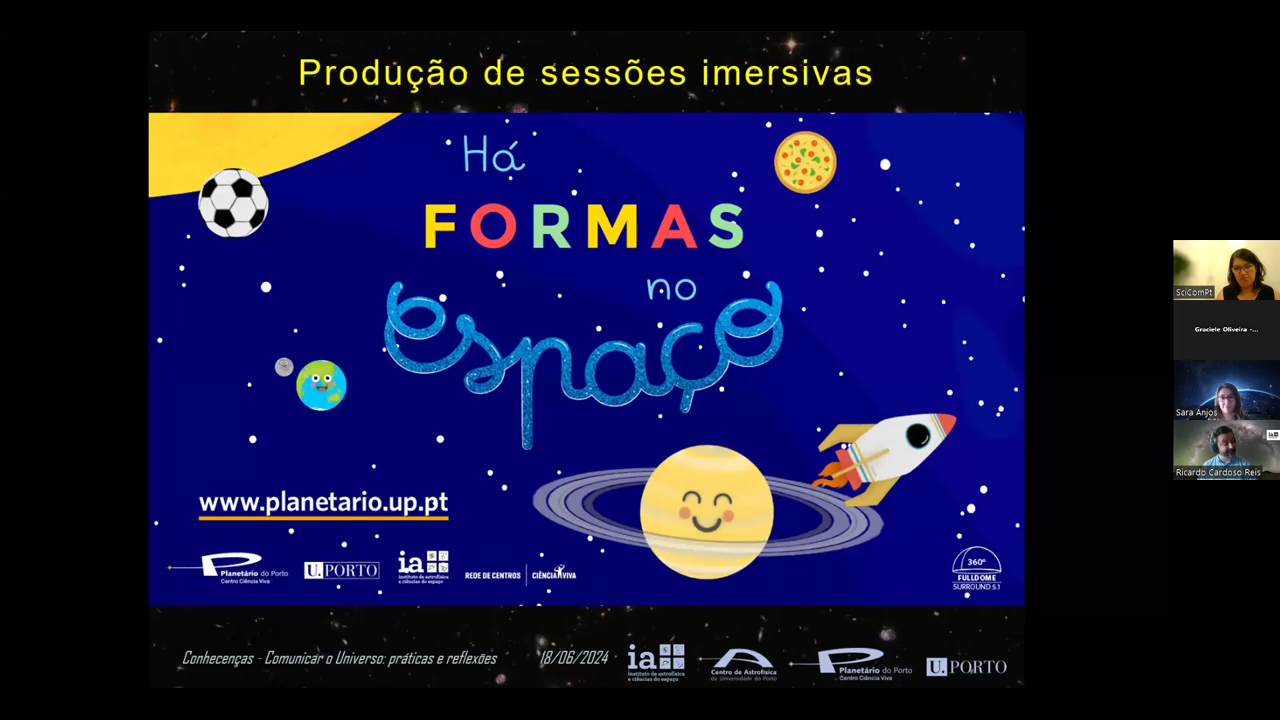 Produção de sessões imersivas
Há
FORMAS
no
espaço
www.planetario.up.pt
Planetário do Porto
Centro Ciência Viva
U. PORTO
ia
instituto de astrofísica
e ciências do espaço
REDE DE CENTROS | CIÊNCIA VIVA
360º
FULLDOME
SURROUND 5.1
Conhecenças - Comunicar o Universo: práticas e reflexões
18/06/2024
ia
instituto de astrofísica
e ciências do espaço
Centro de Astrofísica
da Universidade do Porto
Planetário do Porto
Centro Ciência Viva
U. PORTO
SciComPt
Graciele Oliveira -...
Sara Anjos
ia
Ricardo Cardoso Reis